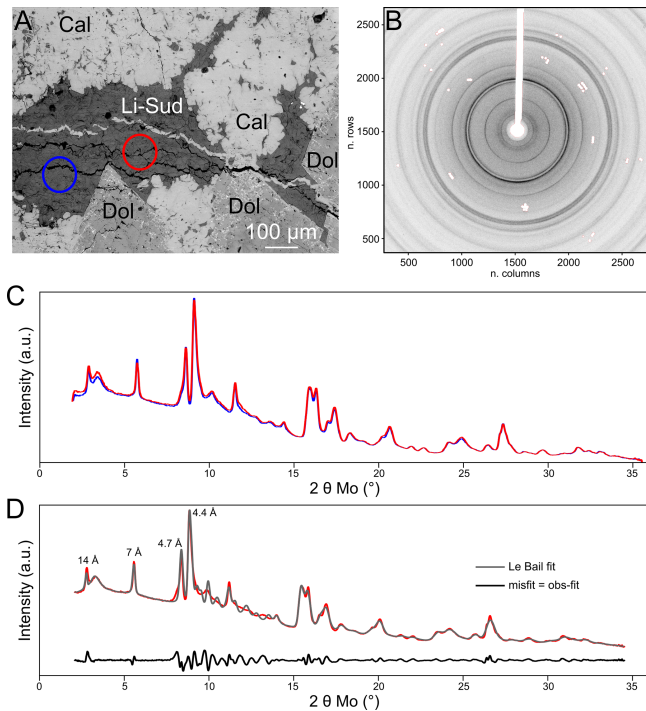 A
Cal
Li-Sud
Cal
Dol
Dol
Dol
100 µm
B
n. rows
2500
2000
1500
1000
500
500
1000
1500
2000
2500
n. columns
C
Intensity (a.u.)
0
5
10
15
20
25
30
35
2 θ Mo (°)
D
Intensity (a.u.)
14 Å
7 Å
4.7 Å
4.4 Å
Le Bail fit
misfit = obs-fit
0
5
10
15
20
25
30
35
2 θ Mo (°)